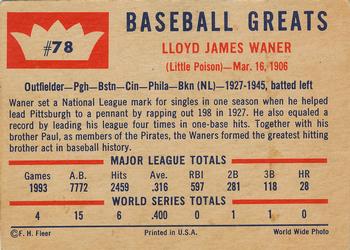 #78
BASEBALL GREATS
LLOYD JAMES WANER
(Little Poison)—Mar. 16, 1906
Outfielder—Pgh—Bstn—Cin—Phila—Bkn (NL)—1927-1945, batted left
Waner set a National League mark for singles in one season when he helped
lead Pittsburgh to a pennant by rapping out 198 in 1927. He also equaled a
record by leading his league four times in one-base hits. Together with his
brother Paul, as members of the Pirates, the Waners formed the greatest hitting
brother act in baseball history.
MAJOR LEAGUE TOTALS
Games A.B. Hits Avg. RBI 2B 3B HR
1993 7772 2459 .316 597 281 118 28
WORLD SERIES TOTALS
4 15 6 .400 0 1 1 0
©F. H. Fleer Printed in U.S.A. World Wide Photo